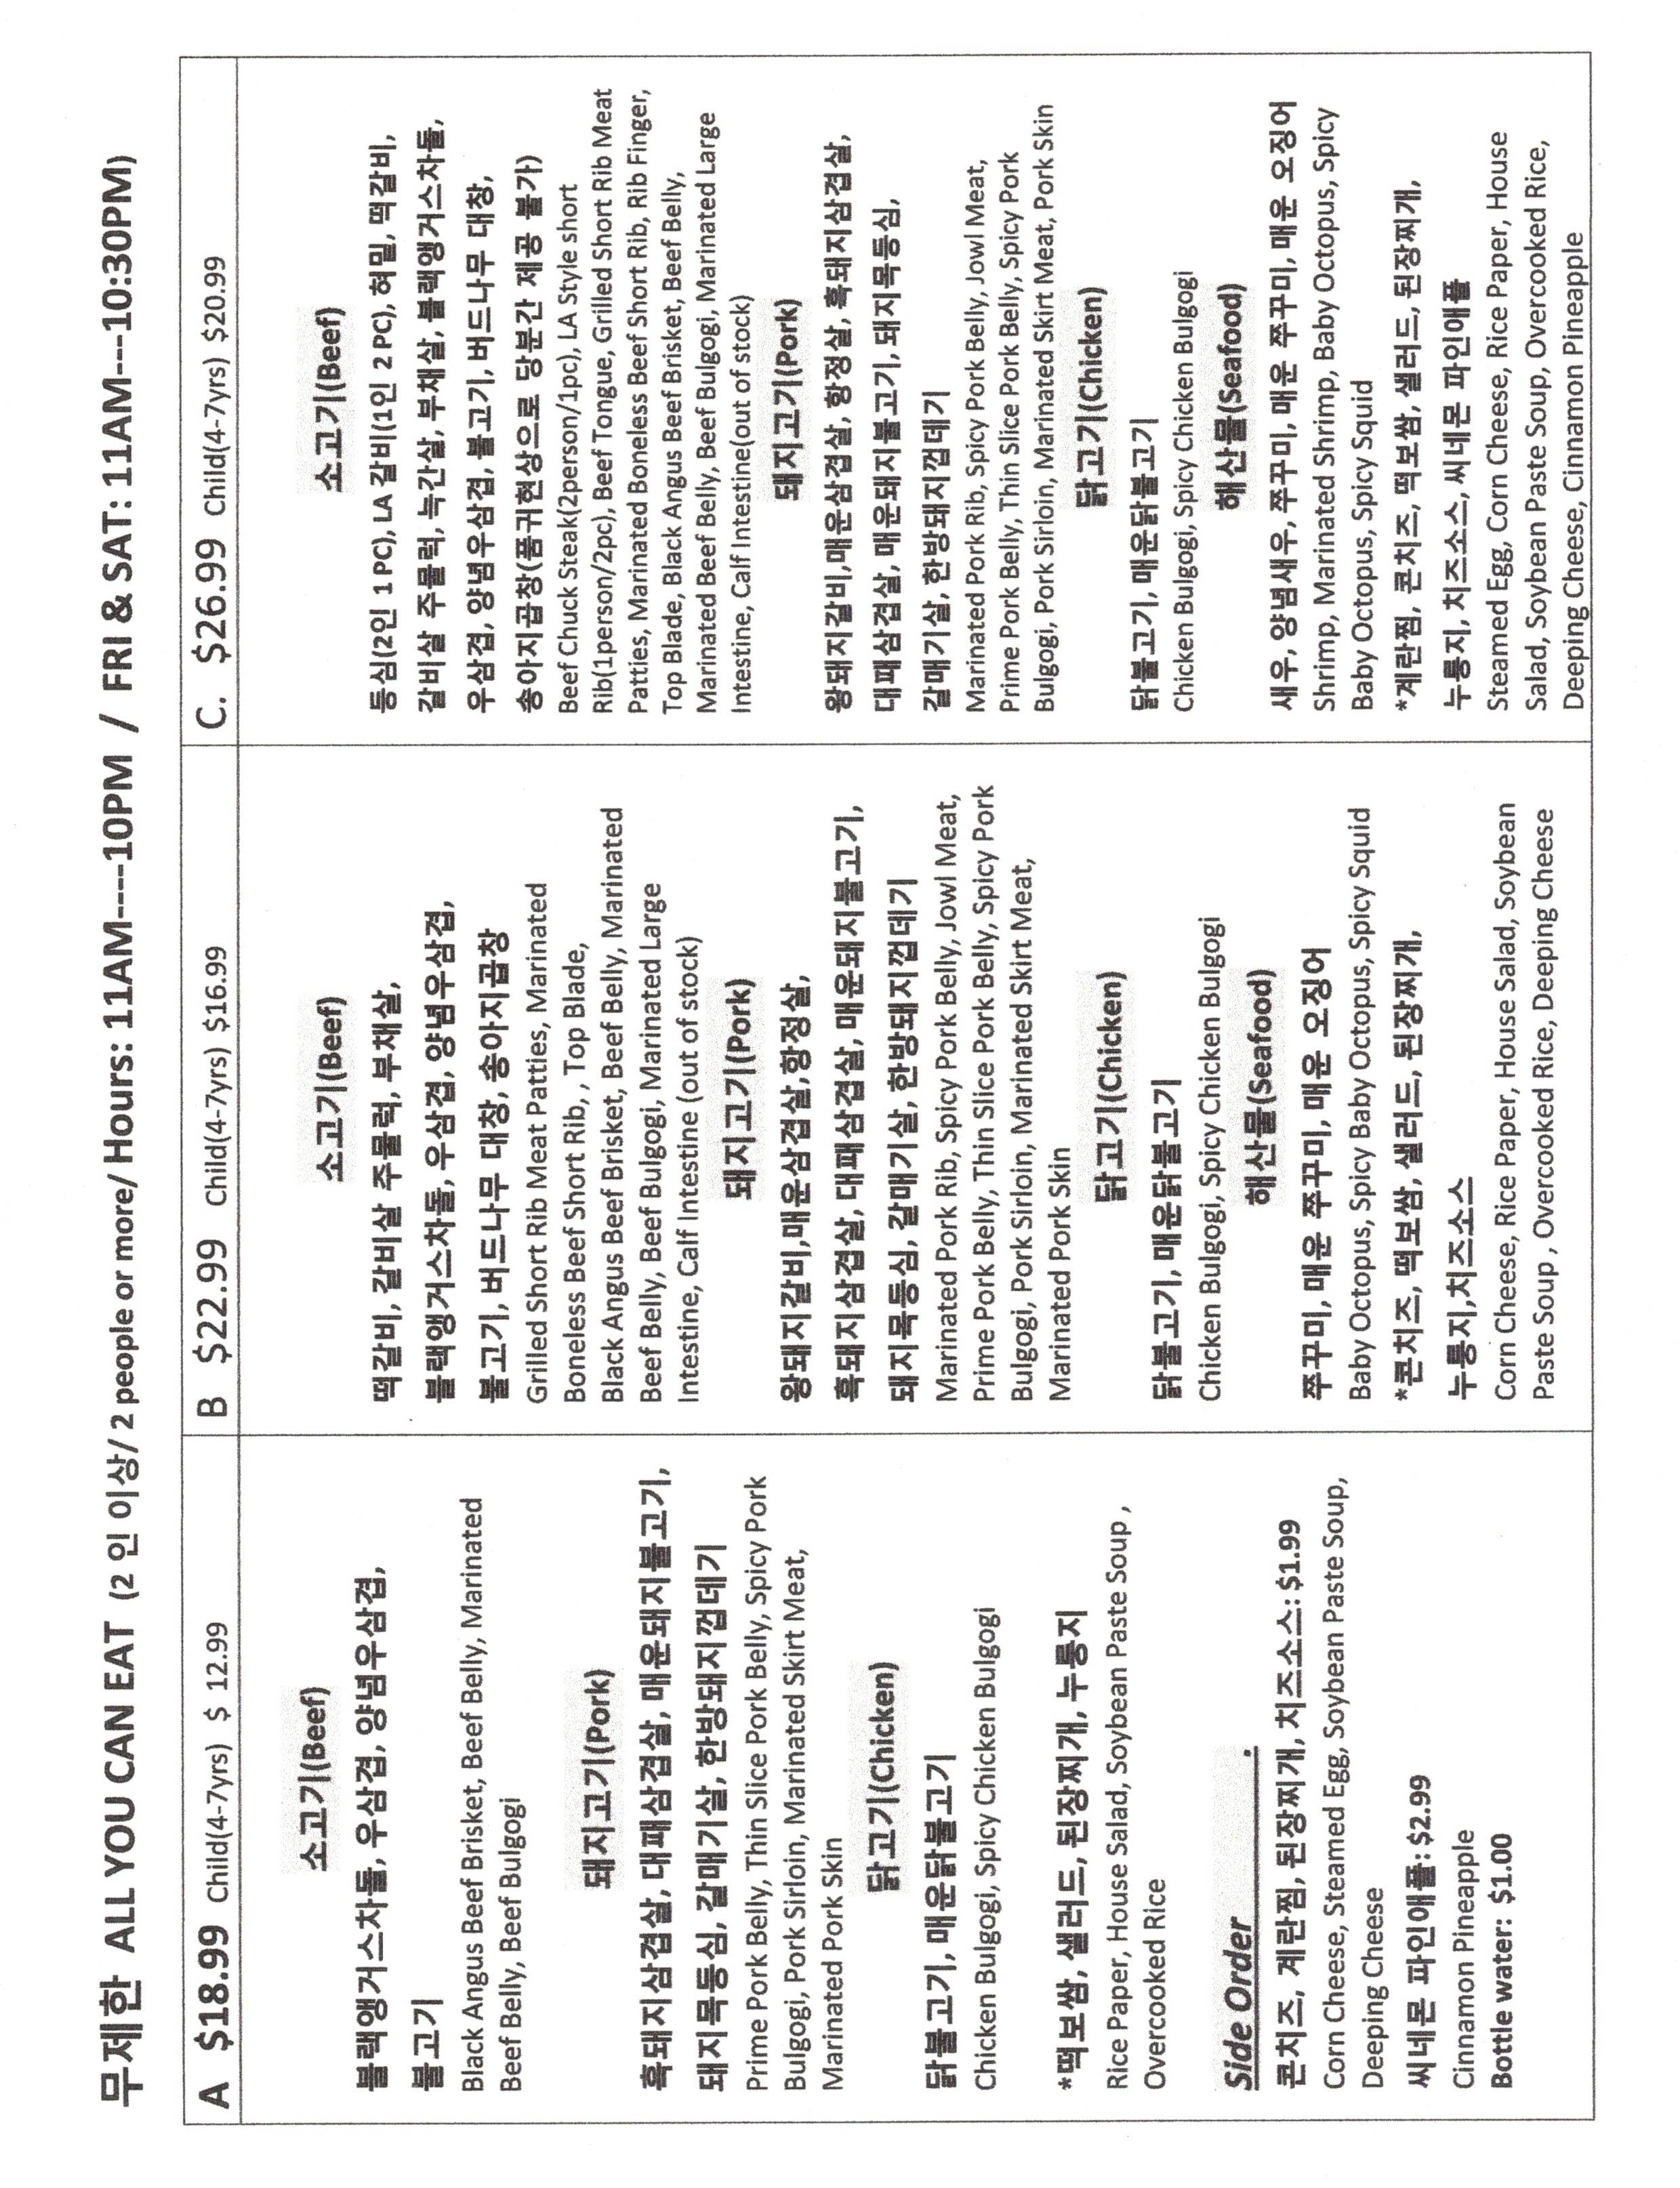 무제한 ALL YOU CAN EAT (2 인 이상/ 2 people or more/ Hours: 11AM----10PM / FRI & SAT: 11AM---10:30PM)
A $18.99 Child(4-7yrs) $ 12.99
소고기(Beef)
블랙앵거스차돌, 우삼겹, 양념우삼겹,
불고기
Black Angus Beef Brisket, Beef Belly, Marinated
Beef Belly, Beef Bulgogi
돼지고기(Pork)
흑돼지삼겹살, 대패삼겹살, 매운돼지불고기,
돼지목등심, 갈매기살, 한방돼지껍데기
Prime Pork Belly, Thin Slice Pork Belly, Spicy Pork
Bulgogi, Pork Sirloin, Marinated Skirt Meat,
Marinated Pork Skin
닭고기(Chicken)
닭불고기, 매운닭불고기
Chicken Bulgogi, Spicy Chicken Bulgogi
*떡보쌈, 샐러드, 된장찌개, 누룽지
Rice Paper, House Salad, Soybean Paste Soup ,
Overcooked Rice
Side Order .
콘치즈, 계란찜, 된장찌개, 치즈소스: $1.99
Corn Cheese, Steamed Egg, Soybean Paste Soup,
Deeping Cheese
씨네몬 파인애플: $2.99
Cinnamon Pineapple
Bottle water: $1.00
B $22.99 Child(4-7yrs) $16.99
소고기(Beef)
떡갈비, 갈비살 주물럭, 부채살,
블랙앵거스차돌, 우삼겹, 양념우삼겹,
불고기, 버드나무 대창, 송아지곱창
Grilled Short Rib Meat Patties, Marinated
Boneless Beef Short Rib, , Top Blade,
Black Angus Beef Brisket, Beef Belly, Marinated
Beef Belly, Beef Bulgogi, Marinated Large
Intestine, Calf Intestine (out of stock)
돼지고기(Pork)
왕돼지갈비,매운삼겹살,항정살,
흑돼지삼겹살, 대패삼겹살, 매운돼지불고기,
돼지목등심, 갈매기살, 한방돼지껍데기
Marinated Pork Rib, Spicy Pork Belly, Jowl Meat,
Prime Pork Belly, Thin Slice Pork Belly, Spicy Pork
Bulgogi, Pork Sirloin, Marinated Skirt Meat,
Marinated Pork Skin
닭고기(Chicken)
닭불고기, 매운닭불고기
Chicken Bulgogi, Spicy Chicken Bulgogi
해산물(Seafood)
쭈꾸미, 매운 쭈꾸미, 매운 오징어
Baby Octopus, Spicy Baby Octopus, Spicy Squid
*콘치즈, 떡보쌈, 샐러드, 된장찌개,
누룽지,치즈소스
Corn Cheese, Rice Paper, House Salad, Soybean
Paste Soup , Overcooked Rice, Deeping Cheese
C. $26.99 Child(4-7yrs) $20.99
소고기(Beef)
등심(2인 1 PC), LA 갈비(1인 2 PC), 혀밑, 떡갈비,
갈비살 주물럭, 늑간살, 부채살, 블랙앵거스차돌,
우삼겹, 양념우삼겹, 불고기, 버드나무 대창,
송아지곱창(품귀현상으로 당분간 제공 불가)
Beef Chuck Steak(2person/1pc), LA Style short
Rib(1person/2pc), Beef Tongue, Grilled Short Rib Meat
Patties, Marinated Boneless Beef Short Rib, Rib Finger,
Top Blade, Black Angus Beef Brisket, Beef Belly,
Marinated Beef Belly, Beef Bulgogi, Marinated Large
Intestine, Calf Intestine(out of stock)
돼지고기(Pork)
왕돼지갈비,매운삼겹살, 항정살, 흑돼지삼겹살,
대패삼겹살, 매운돼지불고기, 돼지목등심,
갈매기살, 한방돼지껍데기
Marinated Pork Rib, Spicy Pork Belly, Jowl Meat,
Prime Pork Belly, Thin Slice Pork Belly, Spicy Pork
Bulgogi, Pork Sirloin, Marinated Skirt Meat, Pork Skin
닭고기(Chicken)
닭불고기, 매운닭불고기
Chicken Bulgogi, Spicy Chicken Bulgogi
해산물(Seafood)
새우, 양념새우, 쭈꾸미, 매운 쭈꾸미, 매운 오징어
Shrimp, Marinated Shrimp, Baby Octopus, Spicy
Baby Octopus, Spicy Squid
*계란찜, 콘치즈, 떡보쌈, 샐러드, 된장찌개,
누룽지, 치즈소스, 씨네몬 파인애플
Steamed Egg, Corn Cheese, Rice Paper, House
Salad, Soybean Paste Soup, Overcooked Rice,
Deeping Cheese, Cinnamon Pineapple